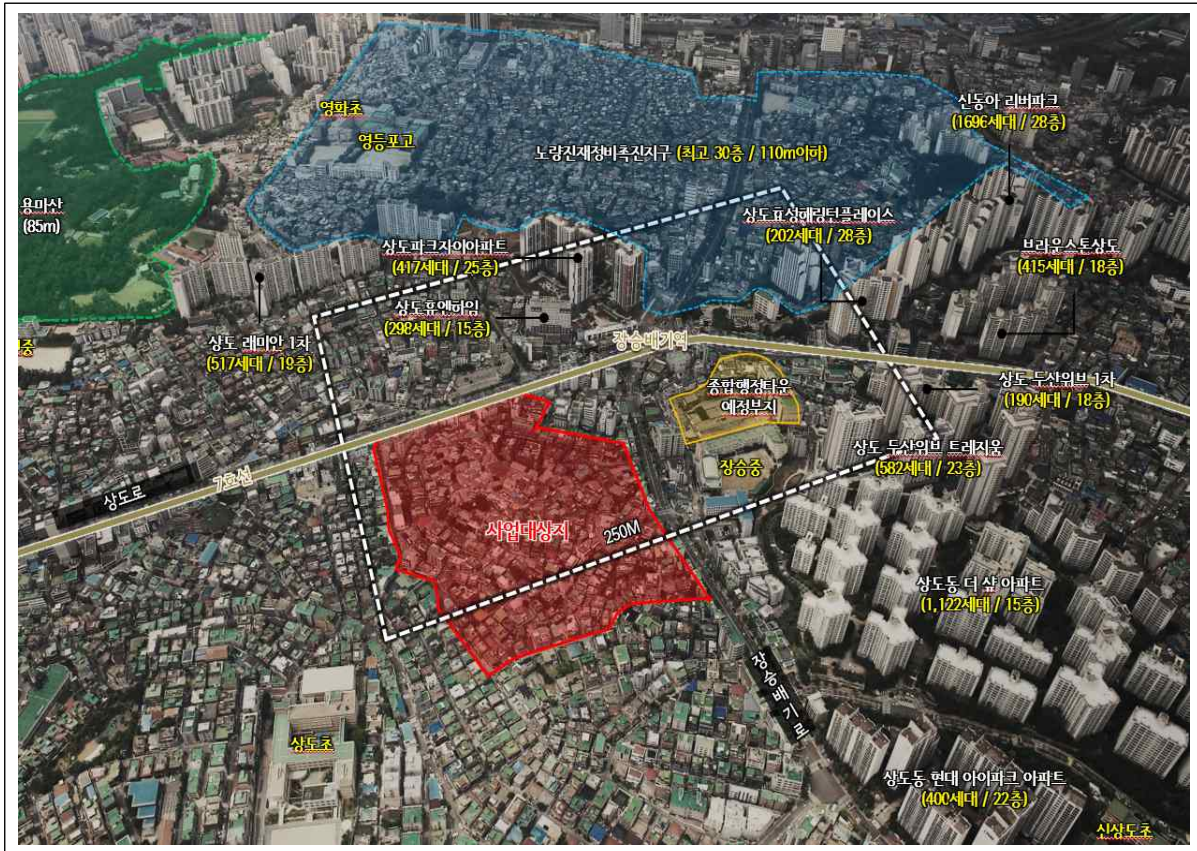 영화초
영등포고
신동아 리버파크
(1696세대 / 28층)
노량진재정비촉진지구 (최고 30층 / 110m이하)
용마산
(85m)
상도효성해링턴플레이스
(202세대 / 28층)
상도파크자이아파트
(417세대 / 25층)
브라운스톤상도
(415세대 / 18층)
상도휴엔하임
(298세대 / 15층)
상도 래미안 1차
(517세대 / 19층)
장승배기역
종합행정타운
예정부지
상도 두산위브 1차
(190세대 / 18층)
상도 두산위브 트레지움
(582세대 / 23층)
장승중
7호선
상도로
사업대상지
250M
상도동 더 샾 아파트
(1,122세대 / 15층)
장승배기로
상도초
상도동 현대 아이파크 아파트
(400세대 / 22층)
신상도초